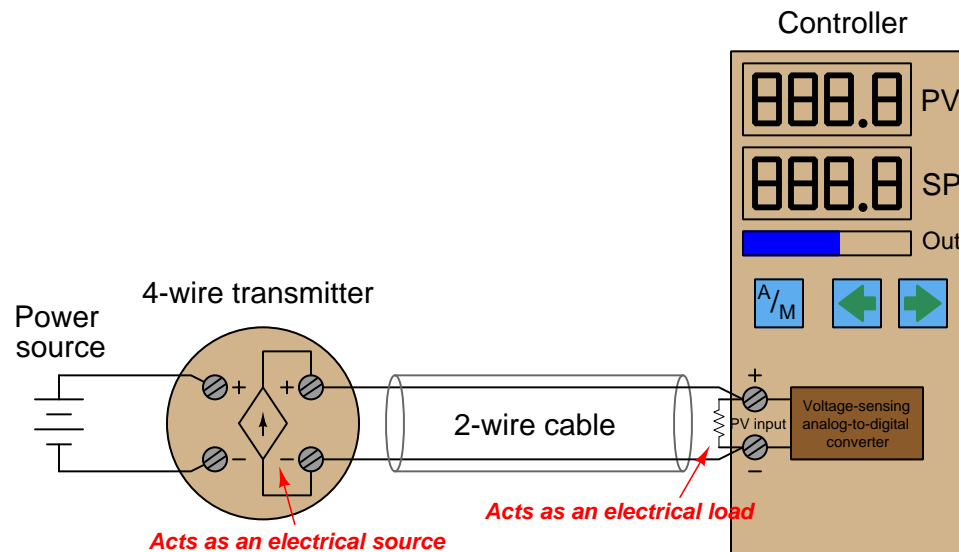 Controller
888.8 PV
888.8 SP
Out
A/M
4-wire transmitter
Power
source
+
+ +
- -
2-wire cable
+
PV input
-
Voltage-sensing
analog-to-digital
converter
Acts as an electrical load
Acts as an electrical source